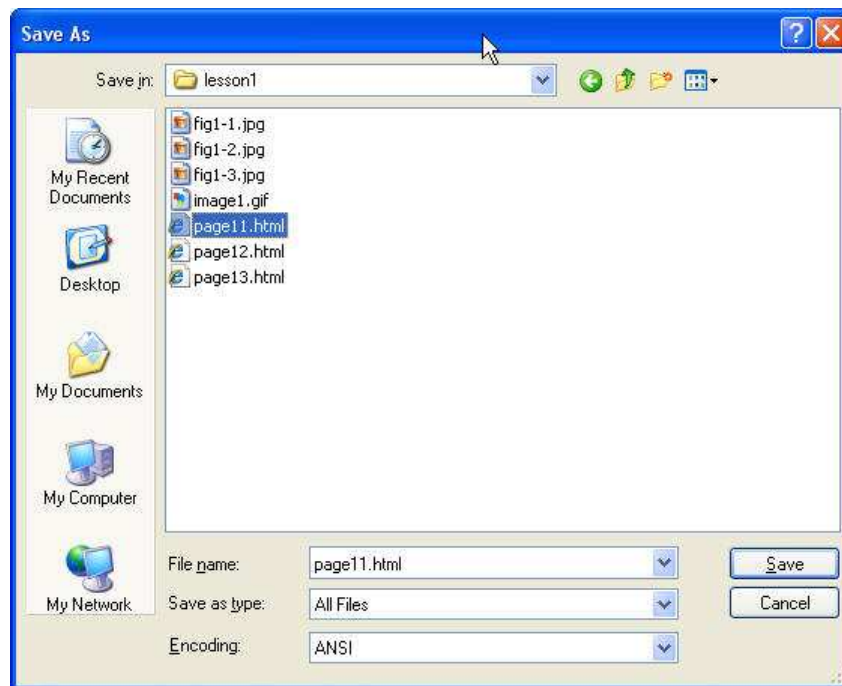 Save As
Save in: lesson1
fig1-1.jpg
fig1-2.jpg
fig1-3.jpg
image1.gif
page11.html
page12.html
page13.html
My Recent
Documents
Desktop
My Documents
My Computer
My Network
File name: page11.html
Save
Save as type: All Files
Cancel
Encoding: ANSI